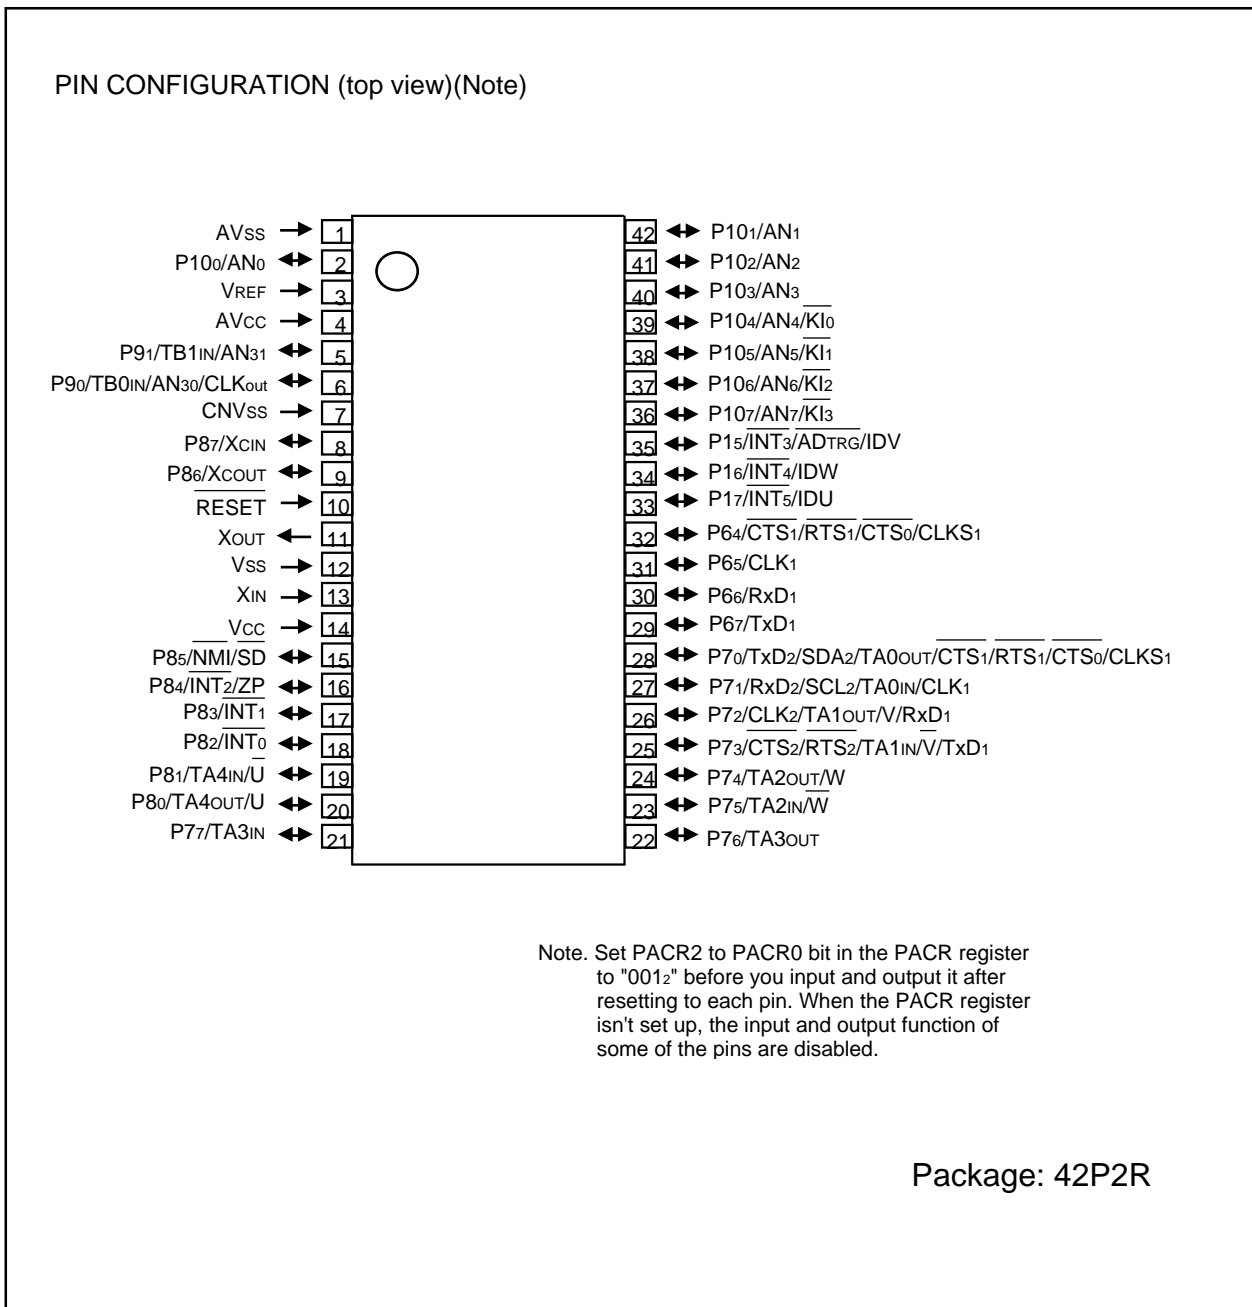 PIN CONFIGURATION (top view)(Note)
AVSS 1 42 P101/AN1
P100/AN0 2 41 P102/AN2
VREF 3 40 P103/AN3
AVCC 4 39 P104/AN4/KI0
P91/TB1IN/AN31 5 38 P105/AN5/KI1
P90/TB0IN/AN30/CLKout 6 37 P106/AN6/KI2
CNVSS 7 36 P107/AN7/KI3
P87/XCIN 8 35 P15/INT3/ADTRG/IDV
P86/XCOUT 9 34 P16/INT4/IDW
RESET 10 33 P17/INT5/IDU
XOUT 11 32 P64/CTS1/RTS1/CTS0/CLKS1
VSS 12 31 P65/CLK1
XIN 13 30 P66/RxD1
VCC 14 29 P67/TxD1
P85/NMI/SD 15 28 P70/TxD2/SDA2/TA0OUT/CTS1/RTS1/CTS0/CLKS1
P84/INT2/ZP 16 27 P71/RxD2/SCL2/TA0IN/CLK1
P83/INT1 17 26 P72/CLK2/TA1OUT/V/RxD1
P82/INT0 18 25 P73/CTS2/RTS2/TA1IN/V/TxD1
P81/TA4IN/U 19 24 P74/TA2OUT/W
P80/TA4OUT/U 20 23 P75/TA2IN/W
P77/TA3IN 21 22 P76/TA3OUT
Note. Set PACR2 to PACR0 bit in the PACR register
to "0012" before you input and output it after
resetting to each pin. When the PACR register
isn't set up, the input and output function of
some of the pins are disabled.
Package: 42P2R